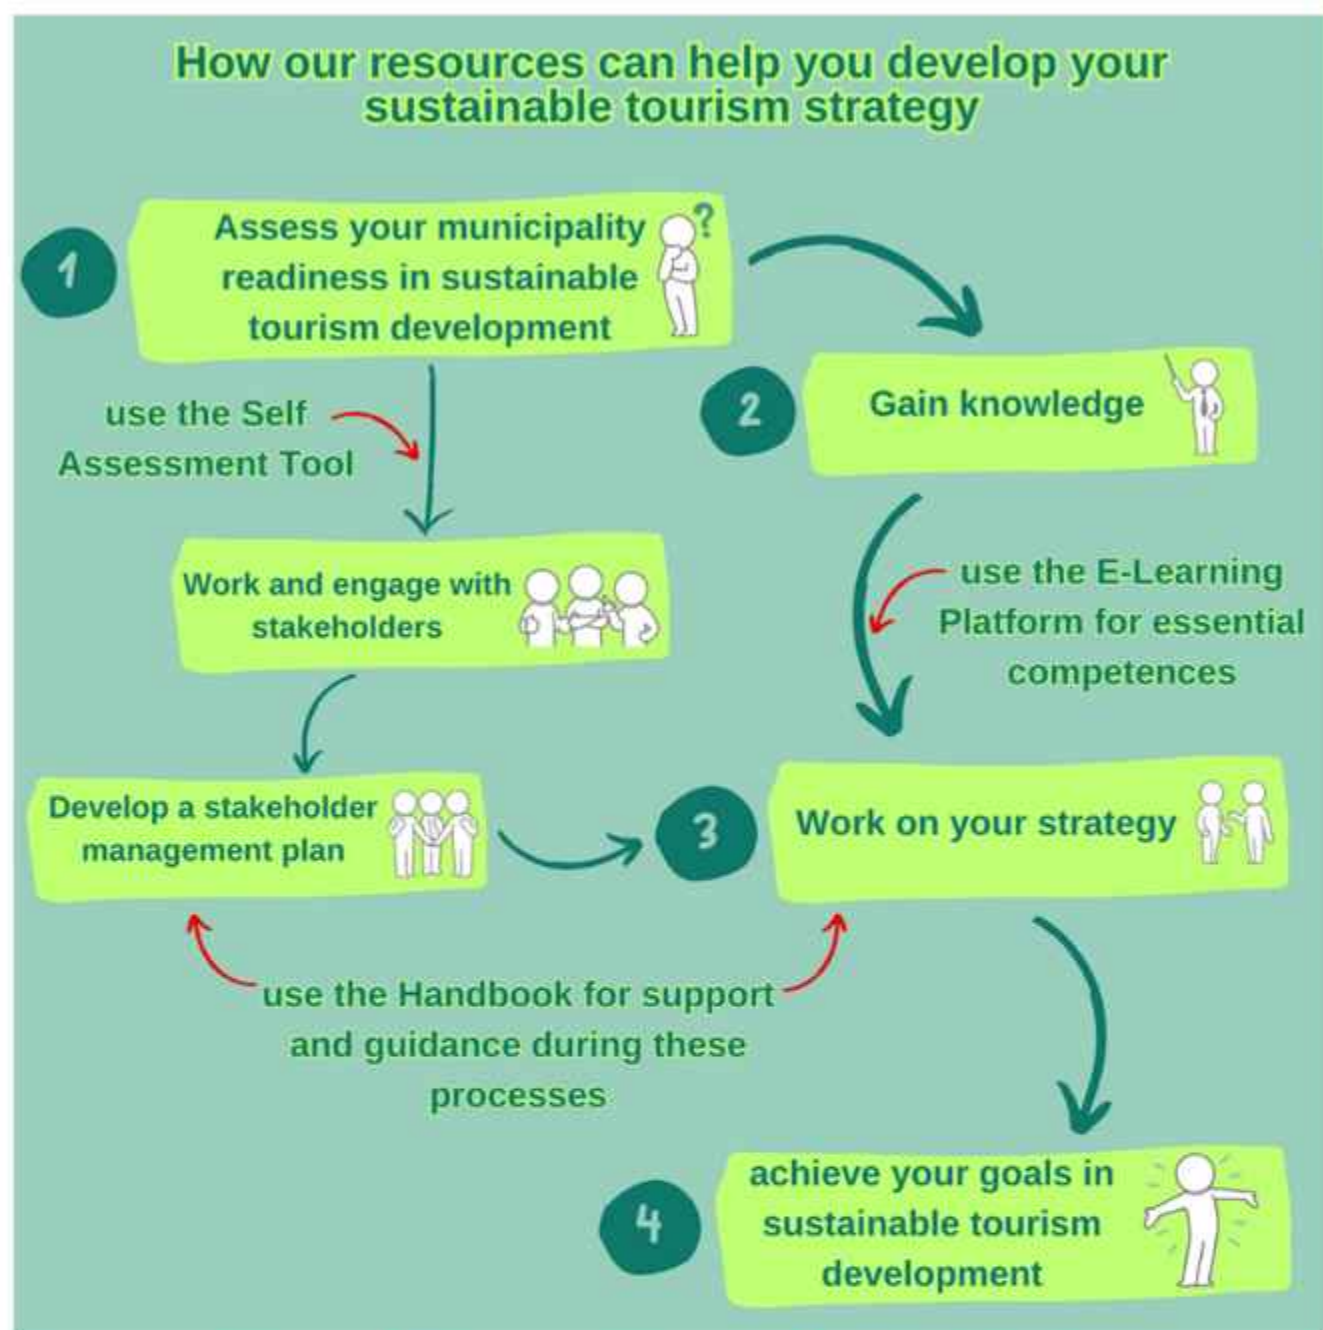 How our resources can help you develop your
sustainable tourism strategy
1
Assess your municipality
readiness in sustainable
tourism development
?
2
Gain knowledge
use the Self
Assessment Tool
Work and engage with
stakeholders
use the E-Learning
Platform for essential
competences
Develop a stakeholder
management plan
3
Work on your strategy
use the Handbook for support
and guidance during these
processes
4
achieve your goals in
sustainable tourism
development